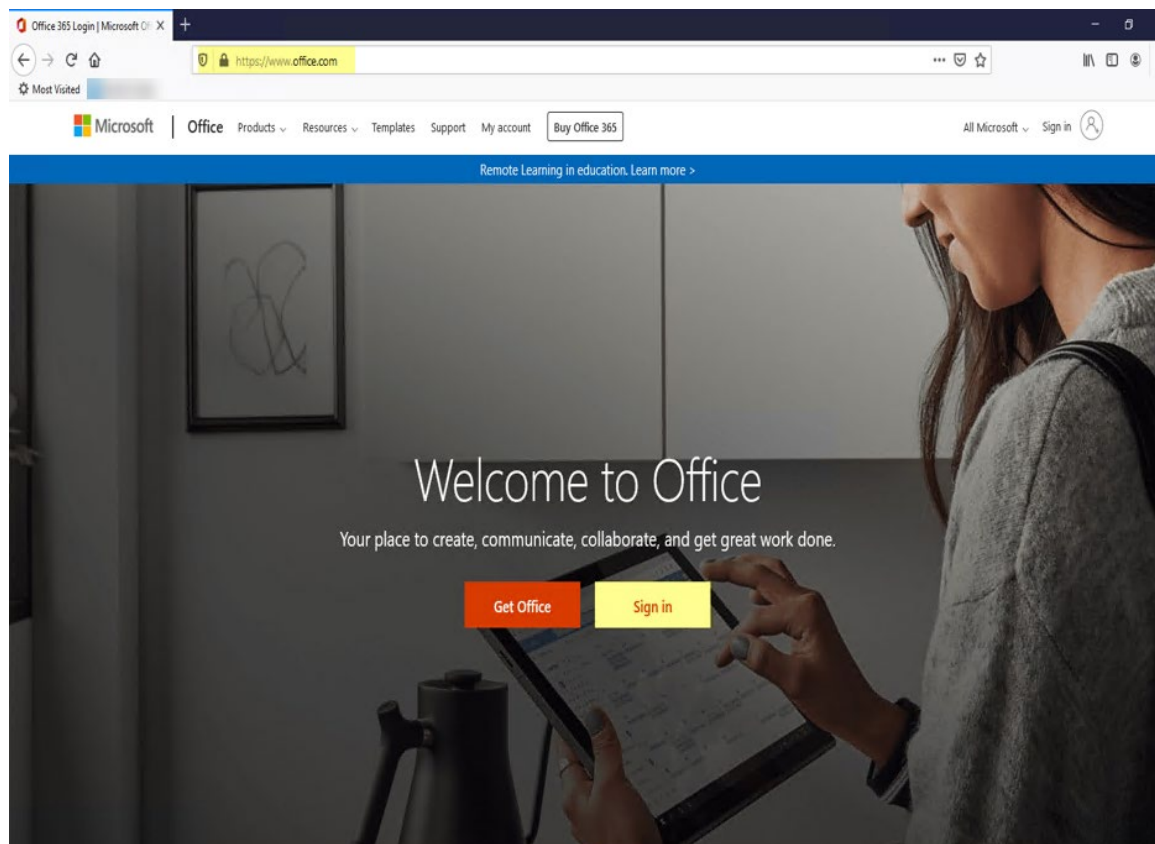 Office 365 Login | Microsoft Of
https://www.office.com
Most Visited
Microsoft | Office Products Resources Templates Support My account Buy Office 365 All Microsoft Sign in
Remote Learning in education. Learn more >
Welcome to Office
Your place to create, communicate, collaborate, and get great work done.
Get Office Sign in